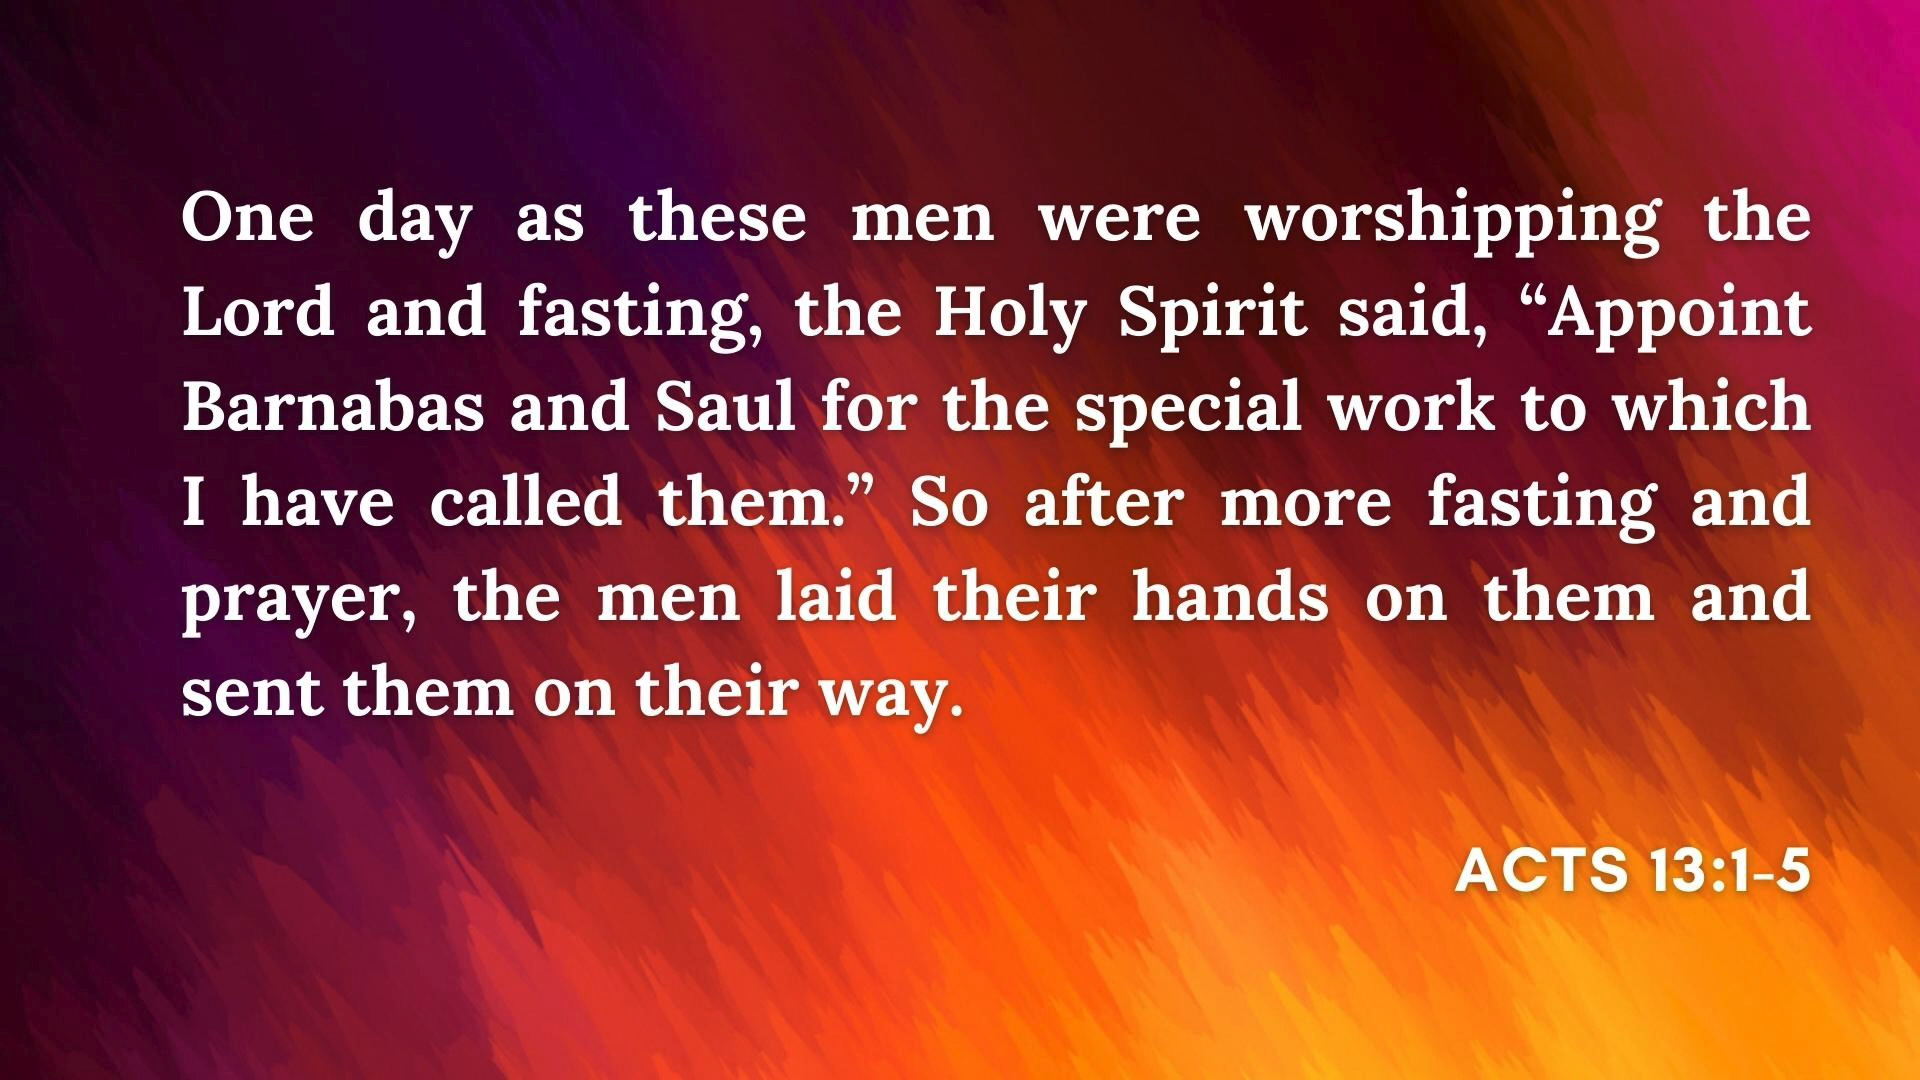 One day as these men were worshipping the
Lord and fasting, the Holy Spirit said, “Appoint
Barnabas and Saul for the special work to which
I have called them.” So after more fasting and
prayer, the men laid their hands on them and
sent them on their way.
ACTS 13:1-5